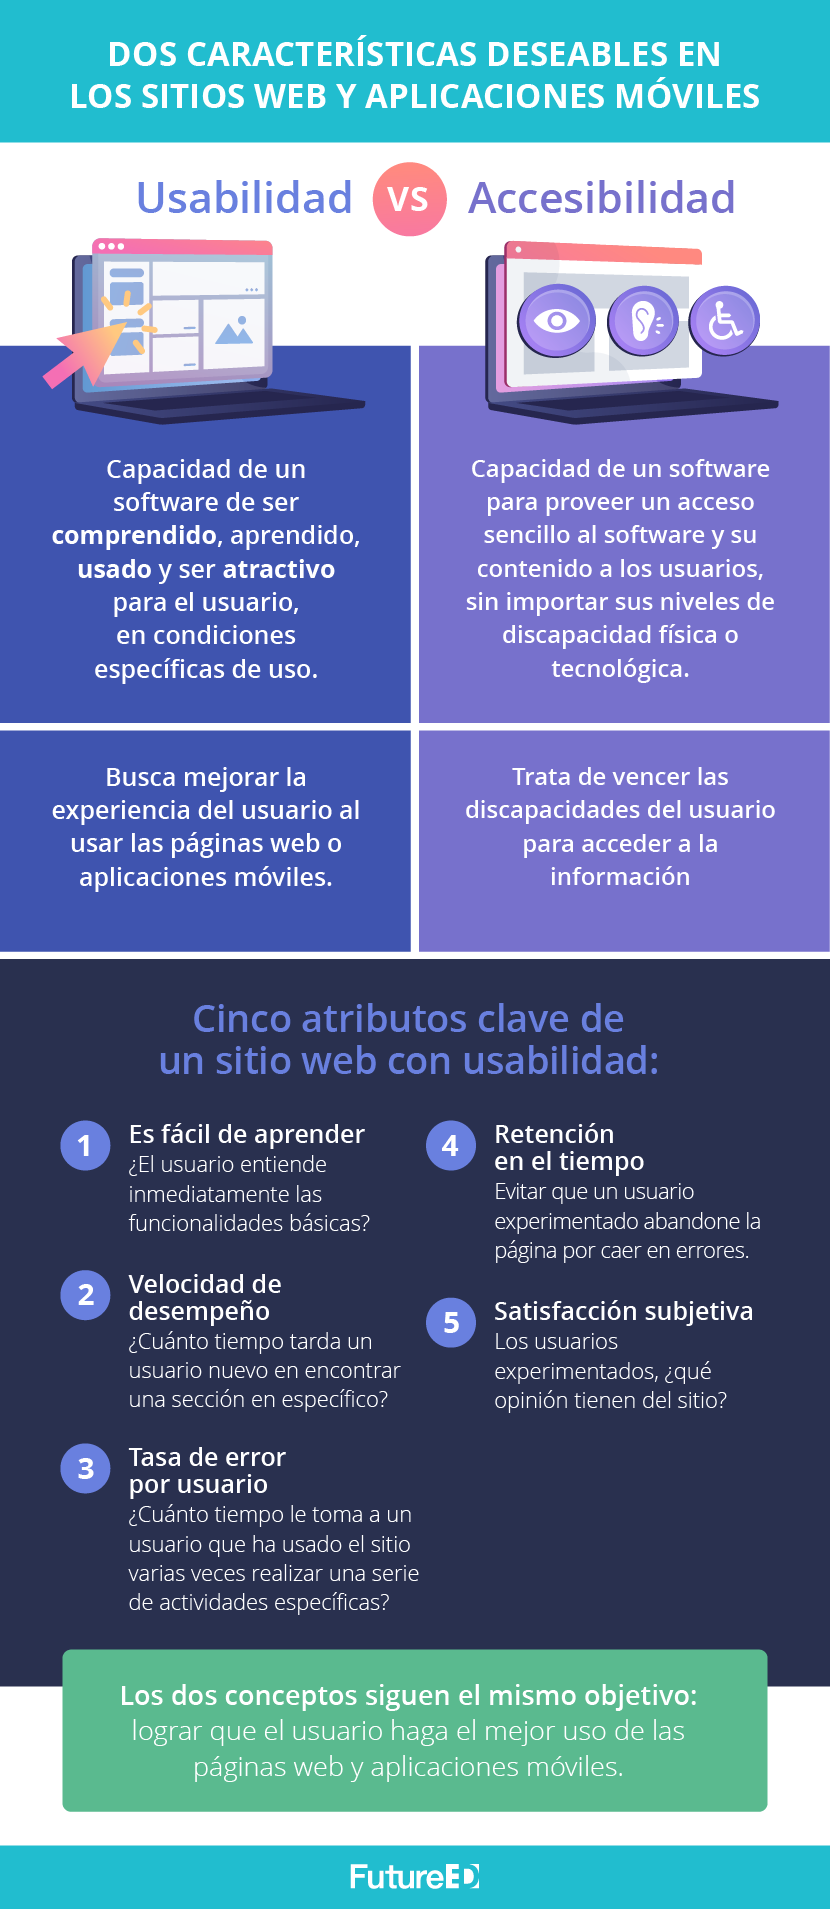 DOS CARACTERÍSTICAS DESEABLES EN
LOS SITIOS WEB Y APLICACIONES MÓVILES
Usabilidad
VS
Accesibilidad
Capacidad de un
software de ser
comprendido, aprendido,
usado y ser atractivo
para el usuario,
en condiciones
específicas de uso.
Capacidad de un software
para proveer un acceso
sencillo al software y su
contenido a los usuarios,
sin importar sus niveles de
discapacidad física o
tecnológica.
Busca mejorar la
experiencia del usuario al
usar las páginas web o
aplicaciones móviles.
Trata de vencer las
discapacidades del usuario
para acceder a la
información
Cinco atributos clave de
un sitio web con usabilidad:
1
Es fácil de aprender
¿El usuario entiende
inmediatamente las
funcionalidades básicas?
2
Velocidad de
desempeño
¿Cuánto tiempo tarda un
usuario nuevo en encontrar
una sección en específico?
3
Tasa de error
por usuario
¿Cuánto tiempo le toma a un
usuario que ha usado el sitio
varias veces realizar una serie
de actividades específicas?
4
Retención
en el tiempo
Evitar que un usuario
experimentado abandone la
página por caer en errores.
5
Satisfacción subjetiva
Los usuarios
experimentados, ¿qué
opinión tienen del sitio?
Los dos conceptos siguen el mismo objetivo:
lograr que el usuario haga el mejor uso de las
páginas web y aplicaciones móviles.
FutureED